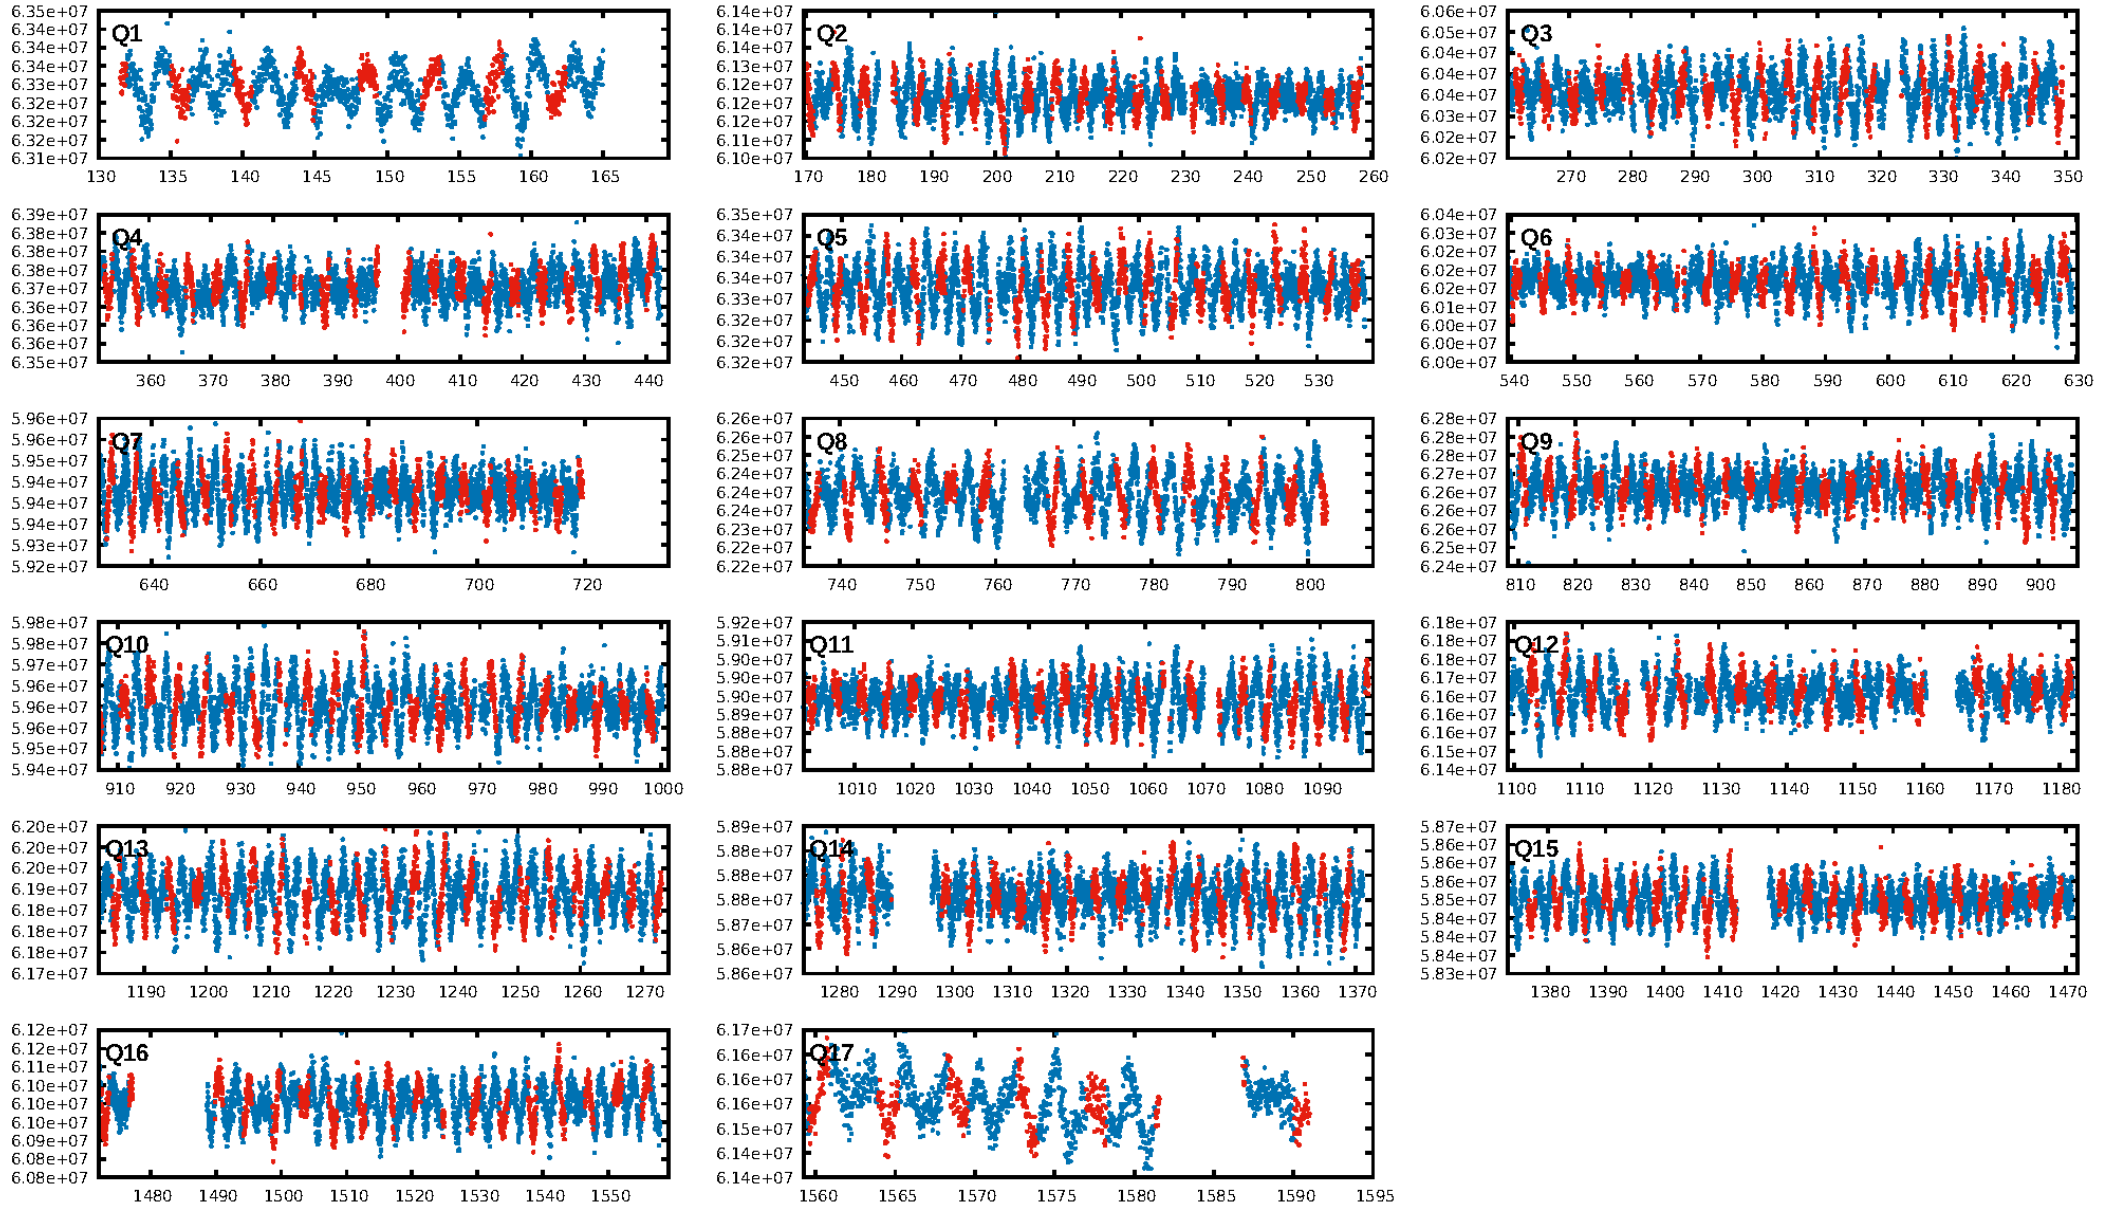 Q1
6.35e+07
6.34e+07
6.34e+07
6.33e+07
6.33e+07
6.32e+07
6.32e+07
6.32e+07
6.31e+07
130 135 140 145 150 155 160 165
Q2
6.14e+07
6.14e+07
6.13e+07
6.12e+07
6.12e+07
6.11e+07
6.11e+07
6.10e+07
170 180 190 200 210 220 230 240 250 260
Q3
6.06e+07
6.05e+07
6.04e+07
6.04e+07
6.04e+07
6.03e+07
6.02e+07
6.02e+07
270 280 290 300 310 320 330 340 350
Q4
6.39e+07
6.38e+07
6.38e+07
6.38e+07
6.37e+07
6.36e+07
6.36e+07
6.36e+07
6.35e+07
360 370 380 390 400 410 420 430 440
Q5
6.35e+07
6.34e+07
6.34e+07
6.34e+07
6.33e+07
6.32e+07
6.32e+07
6.32e+07
450 460 470 480 490 500 510 520 530
Q6
6.04e+07
6.03e+07
6.02e+07
6.02e+07
6.02e+07
6.01e+07
6.00e+07
6.00e+07
6.00e+07
540 550 560 570 580 590 600 610 620 630
Q7
5.96e+07
5.96e+07
5.95e+07
5.94e+07
5.94e+07
5.94e+07
5.93e+07
5.92e+07
640 660 680 700 720
Q8
6.26e+07
6.26e+07
6.25e+07
6.24e+07
6.24e+07
6.24e+07
6.23e+07
6.22e+07
6.22e+07
740 750 760 770 780 790 800
Q9
6.28e+07
6.28e+07
6.28e+07
6.27e+07
6.26e+07
6.26e+07
6.26e+07
6.25e+07
6.24e+07
810 820 830 840 850 860 870 880 890 900
Q10
5.98e+07
5.98e+07
5.97e+07
5.96e+07
5.96e+07
5.96e+07
5.95e+07
5.94e+07
910 920 930 940 950 960 970 980 990 1000
Q11
5.92e+07
5.91e+07
5.90e+07
5.90e+07
5.90e+07
5.89e+07
5.88e+07
5.88e+07
5.88e+07
1010 1020 1030 1040 1050 1060 1070 1080 1090
Q12
6.18e+07
6.18e+07
6.18e+07
6.17e+07
6.16e+07
6.16e+07
6.16e+07
6.15e+07
6.14e+07
1100 1110 1120 1130 1140 1150 1160 1170 1180
Q13
6.20e+07
6.20e+07
6.20e+07
6.19e+07
6.18e+07
6.18e+07
6.18e+07
6.17e+07
1190 1200 1210 1220 1230 1240 1250 1260 1270
Q14
5.89e+07
5.88e+07
5.88e+07
5.88e+07
5.87e+07
5.86e+07
5.86e+07
1280 1290 1300 1310 1320 1330 1340 1350 1360 1370
Q15
5.87e+07
5.86e+07
5.86e+07
5.86e+07
5.85e+07
5.84e+07
5.84e+07
5.84e+07
5.83e+07
1380 1390 1400 1410 1420 1430 1440 1450 1460 1470
Q16
6.12e+07
6.12e+07
6.11e+07
6.10e+07
6.10e+07
6.10e+07
6.09e+07
6.08e+07
6.08e+07
1480 1490 1500 1510 1520 1530 1540 1550
Q17
6.17e+07
6.16e+07
6.16e+07
6.16e+07
6.15e+07
6.14e+07
6.14e+07
1560 1565 1570 1575 1580 1585 1590 1595